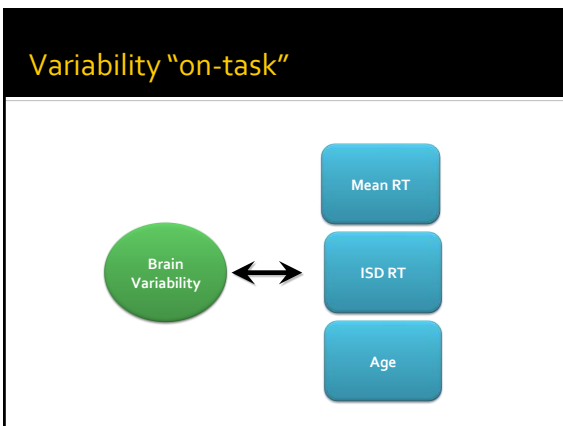 Variability “on-task”
Mean RT
Brain
Variability
ISD RT
Age